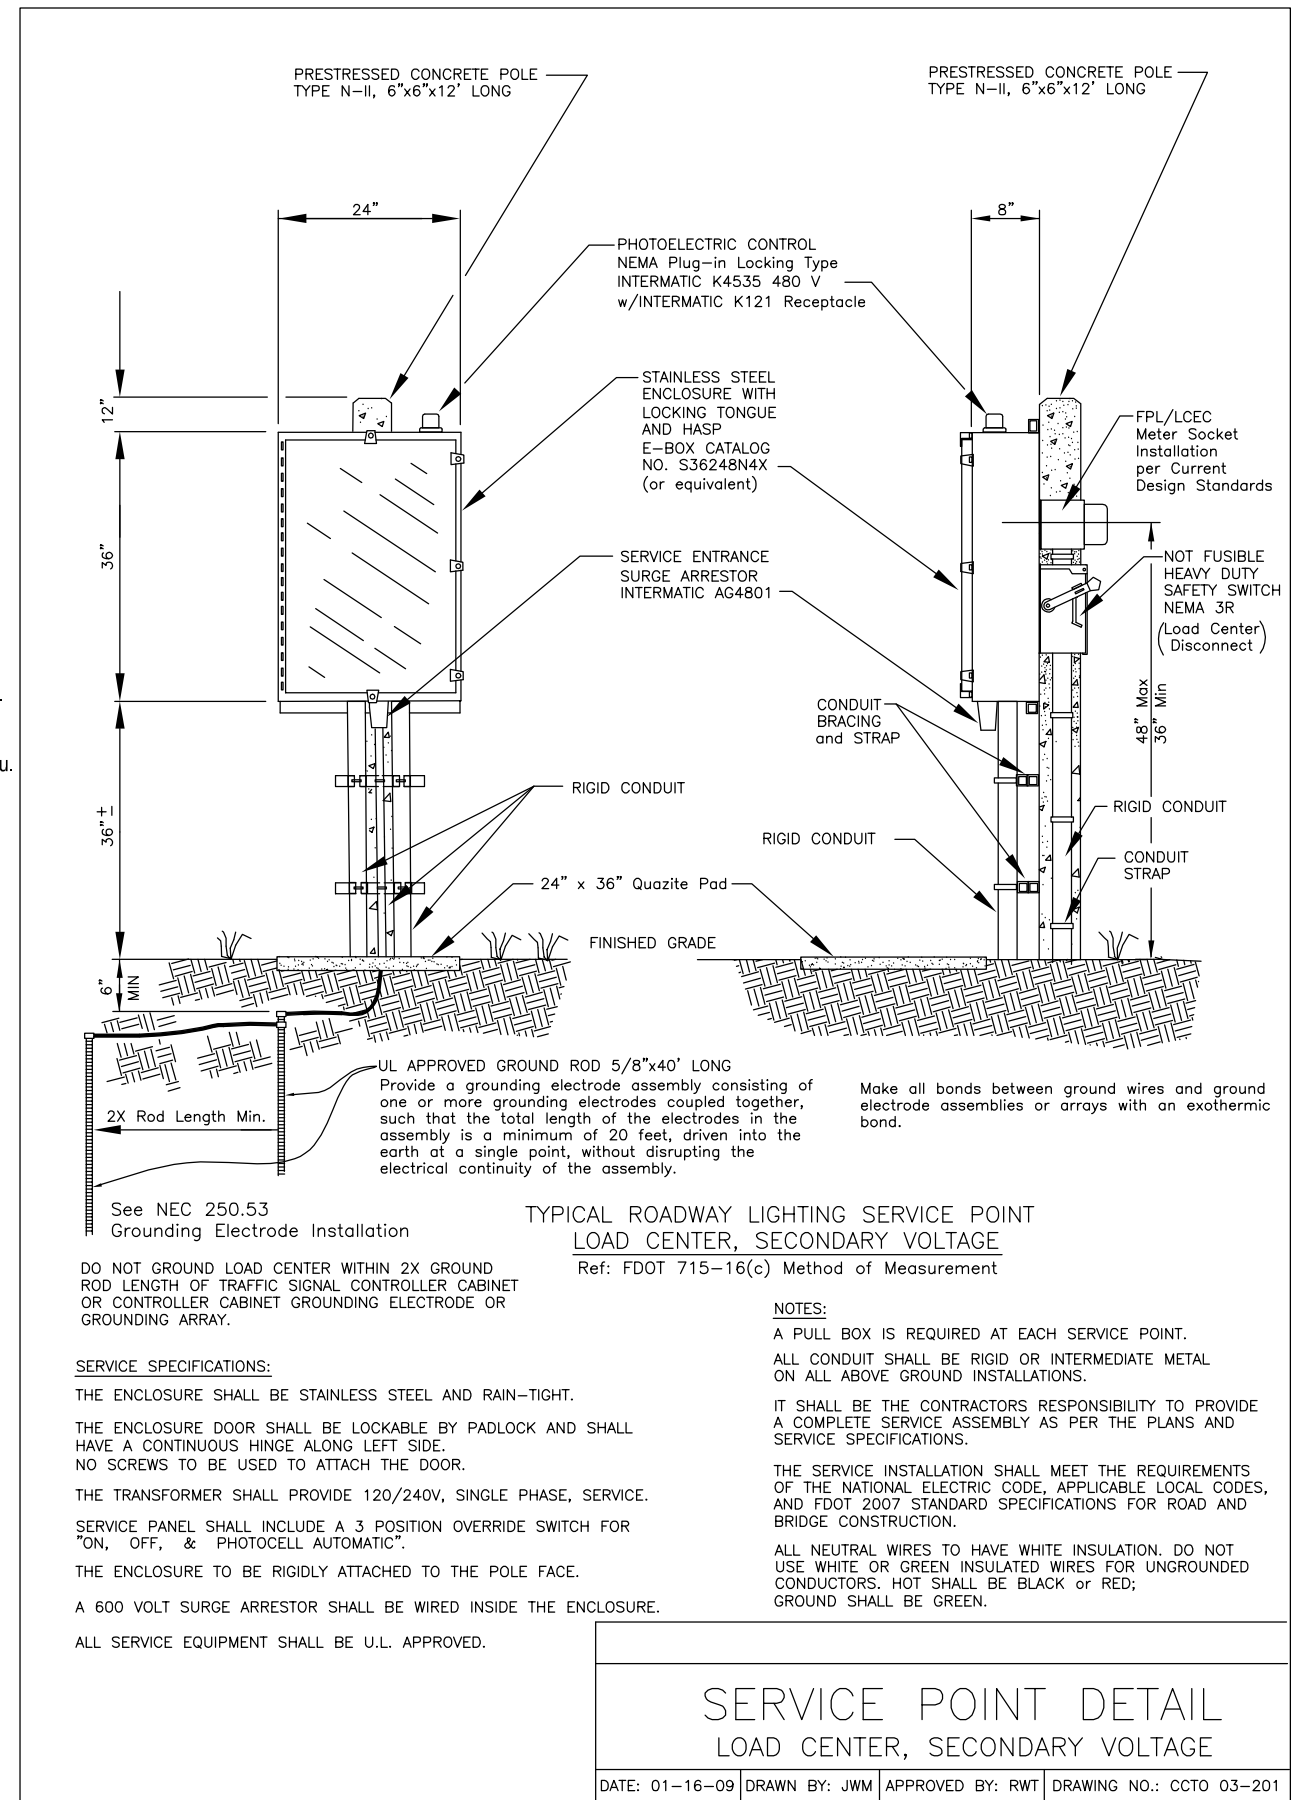 PRESTRESSED CONCRETE POLE
TYPE N-II, 6"x6"x12' LONG
PRESTRESSED CONCRETE POLE
TYPE N-II, 6"x6"x12' LONG
24"
8"
PHOTOELECTRIC CONTROL
NEMA Plug-in Locking Type
INTERMATIC K4535 480 V
w/INTERMATIC K121 Receptacle
12"
STAINLESS STEEL
ENCLOSURE WITH
LOCKING TONGUE
AND HASP
E-BOX CATALOG
NO. S36248N4X
(or equivalent)
FPL/LCEC
Meter Socket
Installation
per Current
Design Standards
36"
SERVICE ENTRANCE
SURGE ARRESTOR
INTERMATIC AG4801
NOT FUSIBLE
HEAVY DUTY
SAFETY SWITCH
NEMA 3R
(Load Center)
(Disconnect)
48" Max
36" Min
CONDUIT
BRACING
and STRAP
u.
36"±
RIGID CONDUIT
RIGID CONDUIT
RIGID CONDUIT
CONDUIT
STRAP
24" x 36" Quazite Pad
FINISHED GRADE
6"
MIN
UL APPROVED GROUND ROD 5/8"x40' LONG
Provide a grounding electrode assembly consisting of
one or more grounding electrodes coupled together,
such that the total length of the electrodes in the
assembly is a minimum of 20 feet, driven into the
earth at a single point, without disrupting the
electrical continuity of the assembly.
Make all bonds between ground wires and ground
electrode assemblies or arrays with an exothermic
bond.
2X Rod Length Min.
See NEC 250.53
Grounding Electrode Installation
TYPICAL ROADWAY LIGHTING SERVICE POINT
LOAD CENTER, SECONDARY VOLTAGE
Ref: FDOT 715-16(c) Method of Measurement
DO NOT GROUND LOAD CENTER WITHIN 2X GROUND
ROD LENGTH OF TRAFFIC SIGNAL CONTROLLER CABINET
OR CONTROLLER CABINET GROUNDING ELECTRODE OR
GROUNDING ARRAY.
SERVICE SPECIFICATIONS:
THE ENCLOSURE SHALL BE STAINLESS STEEL AND RAIN-TIGHT.
THE ENCLOSURE DOOR SHALL BE LOCKABLE BY PADLOCK AND SHALL
HAVE A CONTINUOUS HINGE ALONG LEFT SIDE.
NO SCREWS TO BE USED TO ATTACH THE DOOR.
THE TRANSFORMER SHALL PROVIDE 120/240V, SINGLE PHASE, SERVICE.
SERVICE PANEL SHALL INCLUDE A 3 POSITION OVERRIDE SWITCH FOR
"ON, OFF, & PHOTOCELL AUTOMATIC".
THE ENCLOSURE TO BE RIGIDLY ATTACHED TO THE POLE FACE.
A 600 VOLT SURGE ARRESTOR SHALL BE WIRED INSIDE THE ENCLOSURE.
ALL SERVICE EQUIPMENT SHALL BE U.L. APPROVED.
NOTES:
A PULL BOX IS REQUIRED AT EACH SERVICE POINT.
ALL CONDUIT SHALL BE RIGID OR INTERMEDIATE METAL
ON ALL ABOVE GROUND INSTALLATIONS.
IT SHALL BE THE CONTRACTORS RESPONSIBILITY TO PROVIDE
A COMPLETE SERVICE ASSEMBLY AS PER THE PLANS AND
SERVICE SPECIFICATIONS.
THE SERVICE INSTALLATION SHALL MEET THE REQUIREMENTS
OF THE NATIONAL ELECTRIC CODE, APPLICABLE LOCAL CODES,
AND FDOT 2007 STANDARD SPECIFICATIONS FOR ROAD AND
BRIDGE CONSTRUCTION.
ALL NEUTRAL WIRES TO HAVE WHITE INSULATION. DO NOT
USE WHITE OR GREEN INSULATED WIRES FOR UNGROUNDED
CONDUCTORS. HOT SHALL BE BLACK or RED;
GROUND SHALL BE GREEN.
SERVICE POINT DETAIL
LOAD CENTER, SECONDARY VOLTAGE
DATE: 01-16-09 DRAWN BY: JWM APPROVED BY: RWT DRAWING NO.: CCTO 03-201